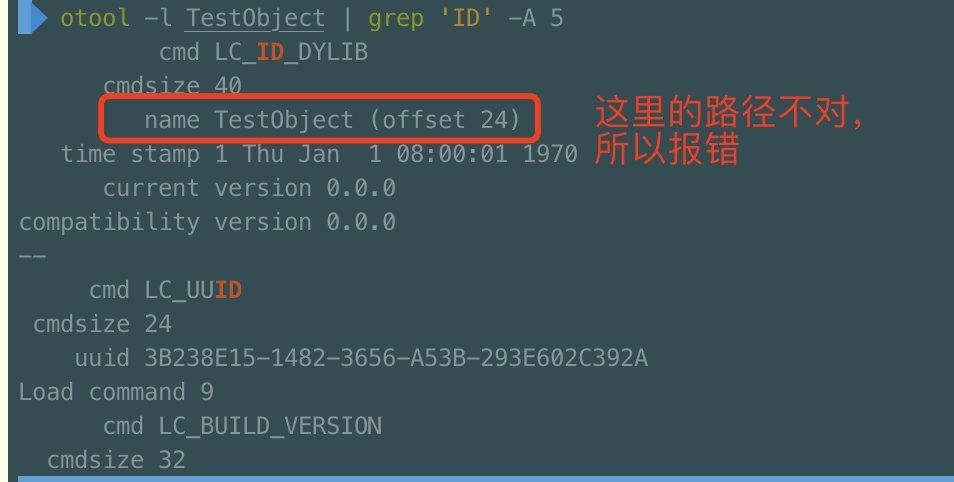 otool -l TestObject | grep 'ID' -A 5
cmd LC_ID_DYLIB
cmdsize 40
name TestObject (offset 24)
这里的路径不对，
所以报错
time stamp 1 Thu Jan  1 08:00:01 1970
current version 0.0.0
compatibility version 0.0.0
--
cmd LC_UUID
cmdsize 24
uuid 3B238E15-1482-3656-A53B-293E602C392A
Load command 9
cmd LC_BUILD_VERSION
cmdsize 32